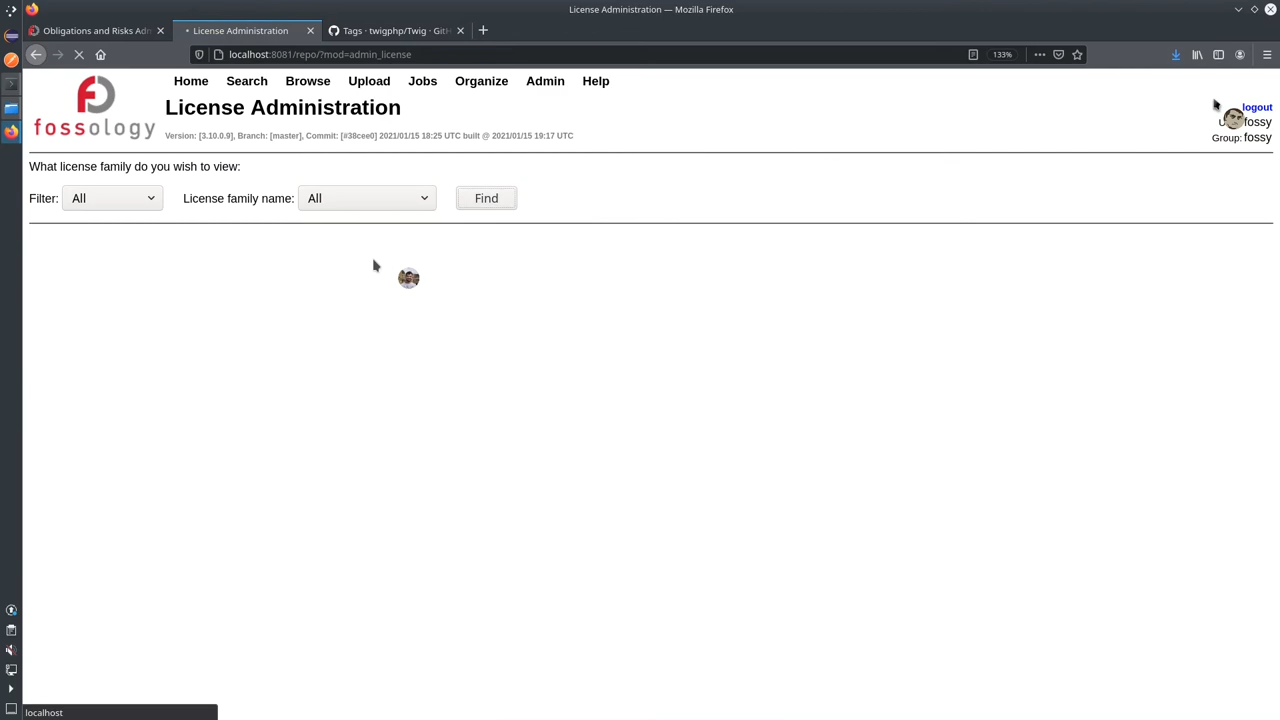 License Administration — Mozilla Firefox
Obligations and Risks Adn
License Administration
Tags · twigphp/Twig · GitH
localhost:8081/repo/?mod=admin_license
133%
Home Search Browse Upload Jobs Organize Admin Help
fossology
License Administration
Version: [3.10.0.9], Branch: [master], Commit: [#38cee0] 2021/01/15 18:25 UTC built @ 2021/01/15 19:17 UTC
logout
fossy
Group: fossy
What license family do you wish to view:
Filter: All License family name: All Find
localhost